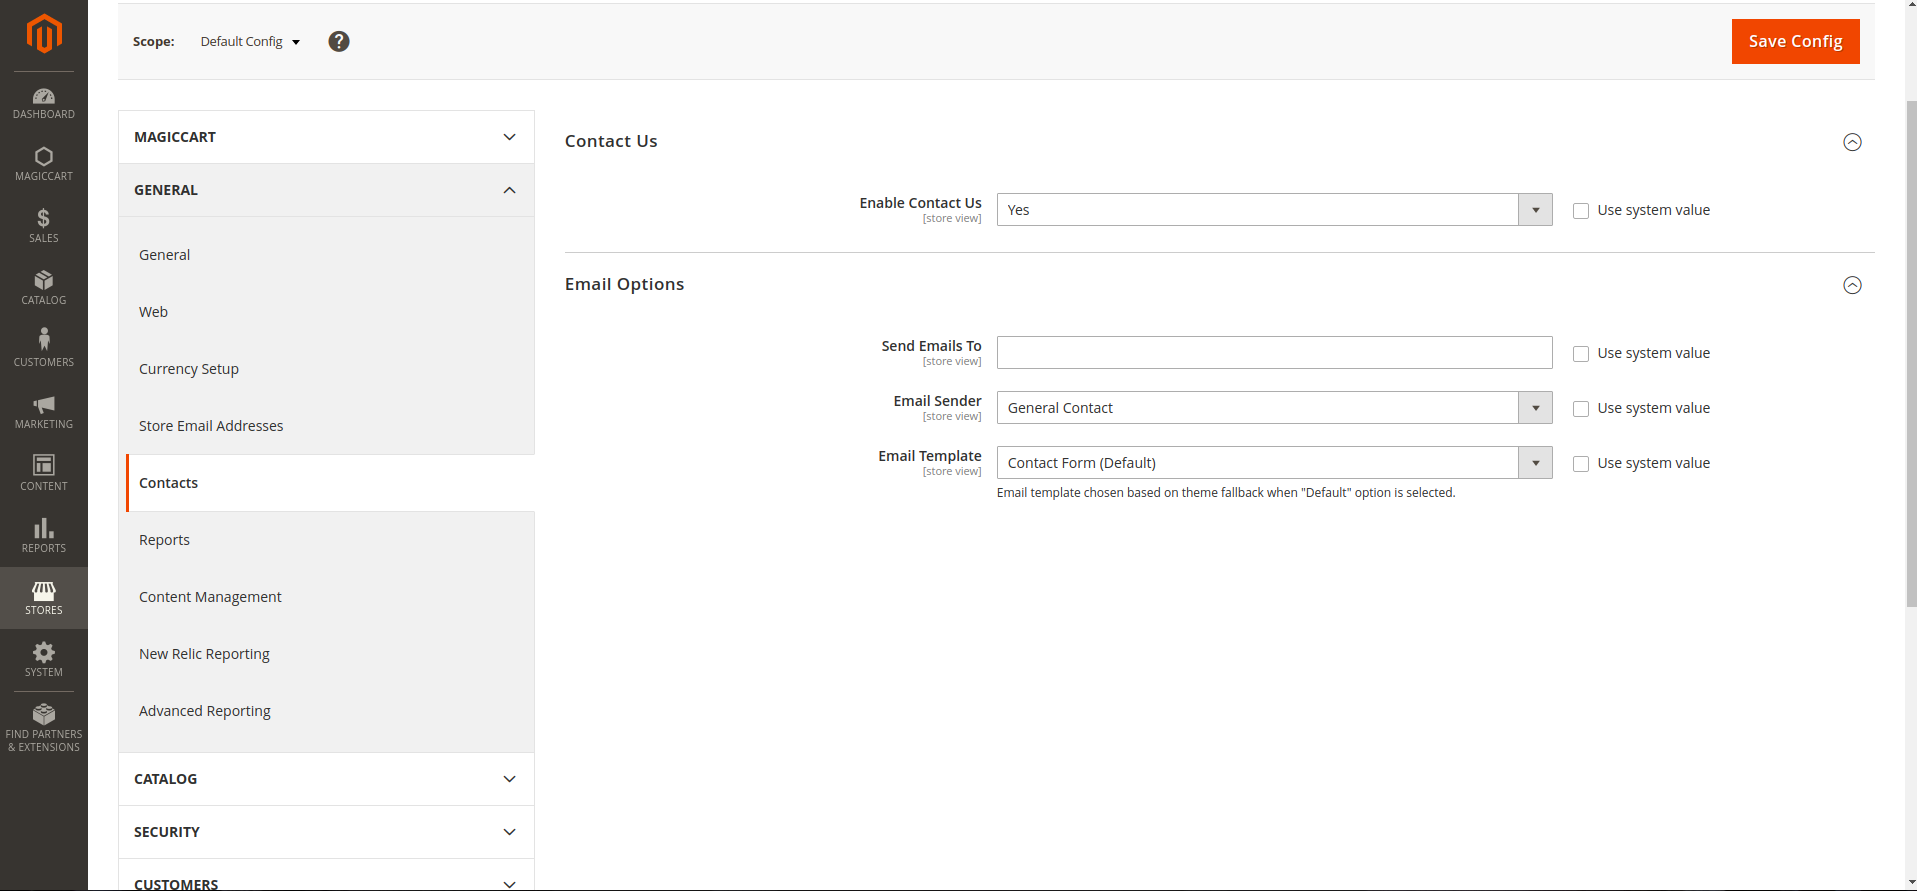 Scope: Default Config ?
Save Config
DASHBOARD
MAGICCART
SALES
CATALOG
CUSTOMERS
MARKETING
CONTENT
REPORTS
STORES
SYSTEM
FIND PARTNERS
& EXTENSIONS
MAGICCART
GENERAL
General
Web
Currency Setup
Store Email Addresses
Contacts
Reports
Content Management
New Relic Reporting
Advanced Reporting
CATALOG
SECURITY
CUSTOMERS
Contact Us
Enable Contact Us Yes Use system value
[store view]
Email Options
Send Emails To Use system value
[store view]
Email Sender General Contact Use system value
[store view]
Email Template Contact Form (Default) Use system value
[store view]
Email template chosen based on theme fallback when "Default" option is selected.